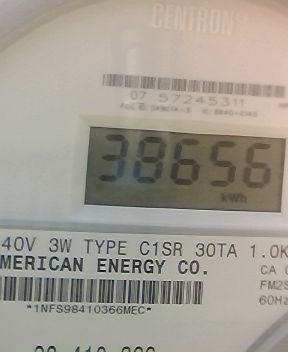 CENTRON
07 57245311
38656
kWh
40V 3W TYPE C1SR 30TA 1.0K
MERICAN ENERGY CO.
CA
FM2S
60Hz
*1NFS98410366MEC*